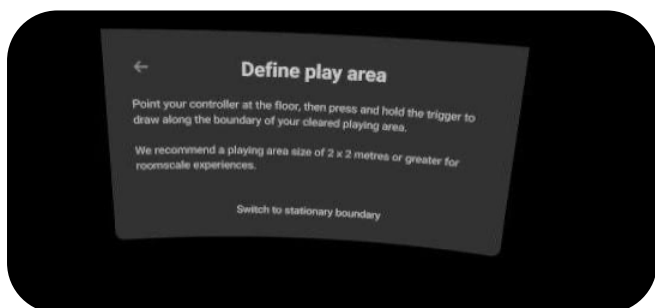 Define play area
Point your controller at the floor, then press and hold the trigger to
draw along the boundary of your cleared playing area.
We recommend a playing area size of 2 x 2 metres or greater for
roomscale experiences.
Switch to stationary boundary